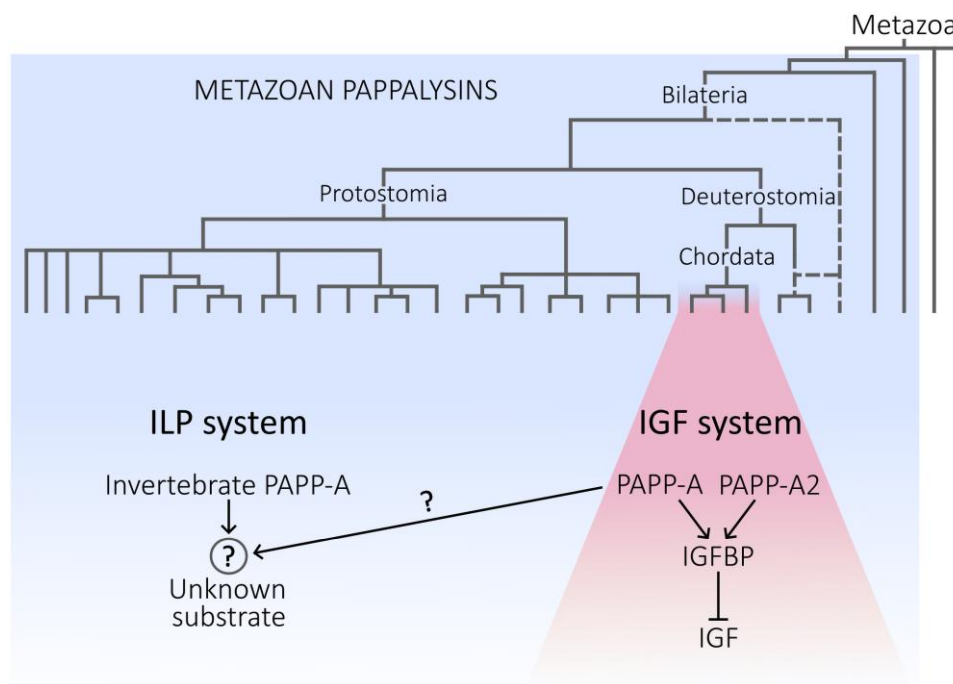 Metazoa
METAZOAN PAPPALYSINS
Bilateria
Protostomia
Deuterostomia
Chordata
ILP system
IGF system
Invertebrate PAPP-A
?
PAPP-A PAPP-A2
?
IGFBP
Unknown
substrate
IGF